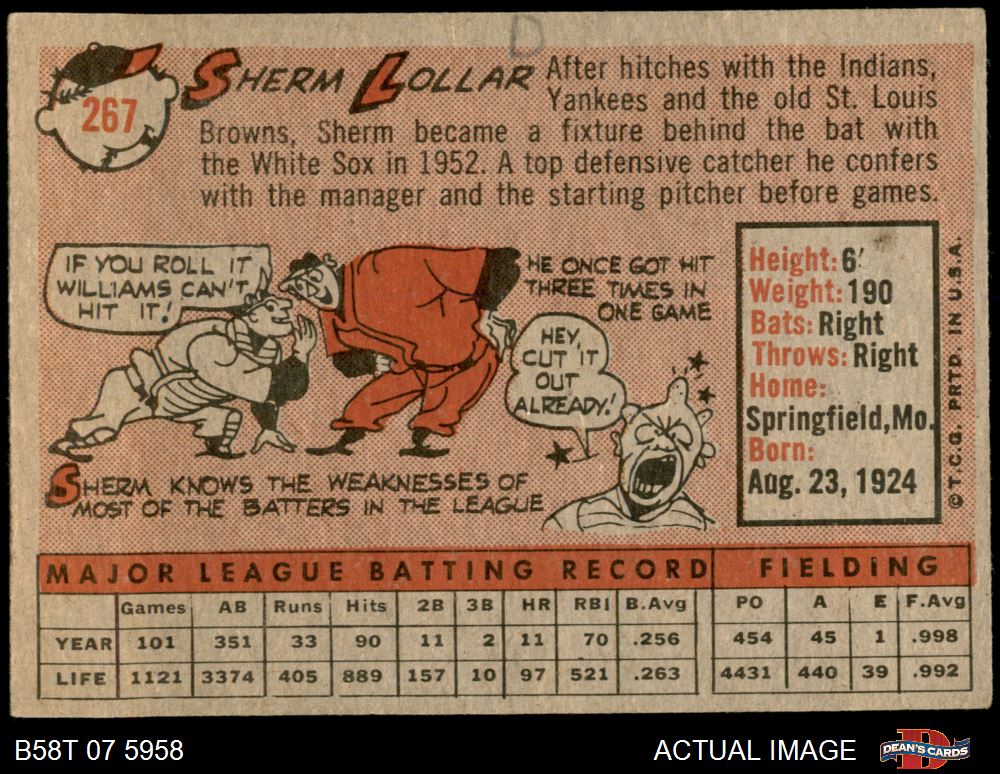 D
267
SHERM LOLLAR
After hitches with the Indians,
Yankees and the old St. Louis
Browns, Sherm became a fixture behind the bat with
the White Sox in 1952. A top defensive catcher he confers
with the manager and the starting pitcher before games.
IF YOU ROLL IT
WILLIAMS CAN'T
HIT IT!
HE ONCE GOT HIT
THREE TIMES IN
ONE GAME
HEY,
CUT IT
OUT
ALREADY!
SHERM KNOWS THE WEAKNESSES OF
MOST OF THE BATTERS IN THE LEAGUE
Height: 6'
Weight: 190
Bats: Right
Throws: Right
Home:
Springfield, Mo.
Born:
Aug. 23, 1924
© T.C.G. PRTD. IN U.S.A.
MAJOR LEAGUE BATTING RECORD FIELDING
Games AB Runs Hits 2B 3B HR RBI B.Avg PO A E F.Avg
YEAR 101 351 33 90 11 2 11 70 .256 454 45 1 .998
LIFE 1121 3374 405 889 157 10 97 521 .263 4431 440 39 .992
B58T 07 5958 ACTUAL IMAGE DEAN'S CARDS